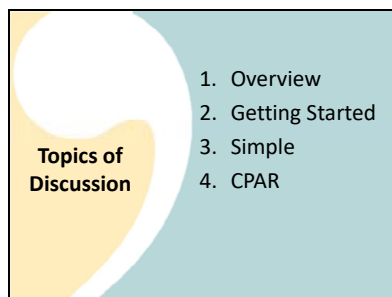 Topics of
Discussion
1. Overview
2. Getting Started
3. Simple
4. CPAR